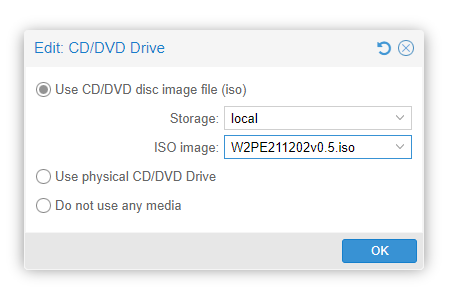 Edit: CD/DVD Drive
Use CD/DVD disc image file (iso)
Storage: local
ISO image: W2PE211202v0.5.iso
Use physical CD/DVD Drive
Do not use any media
OK